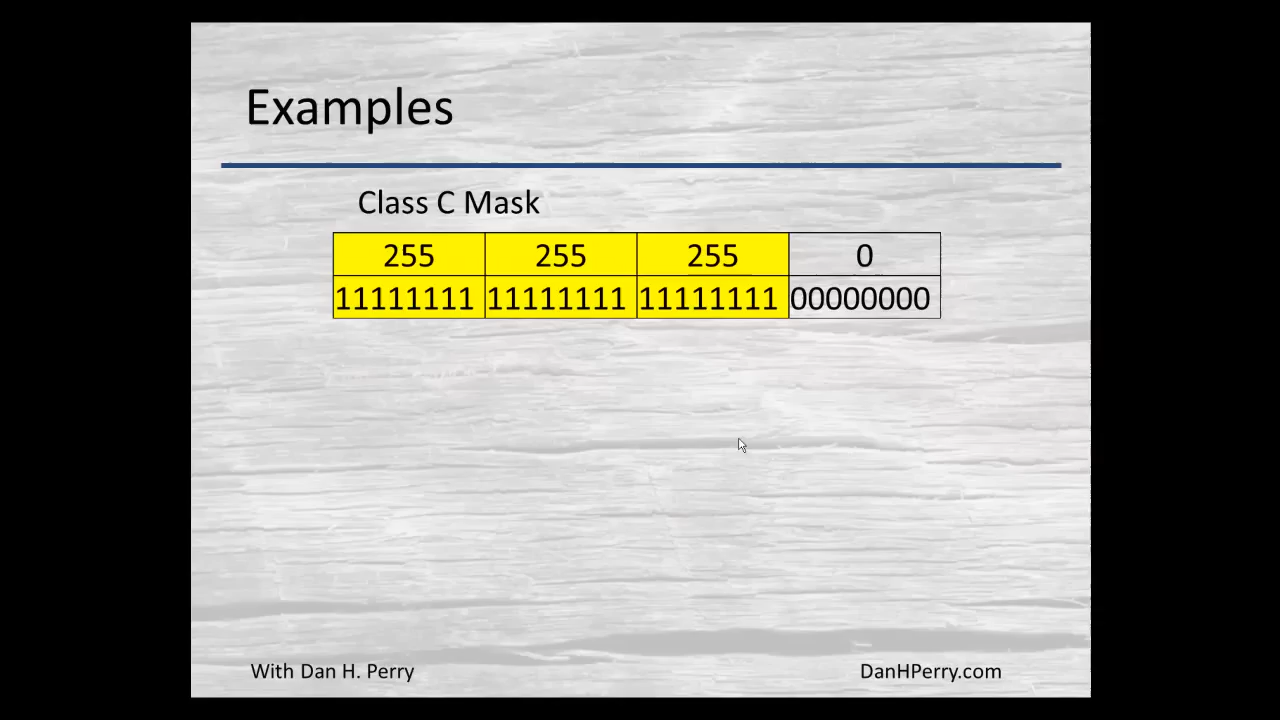 Examples
Class C Mask
255 255 255 0
11111111 11111111 11111111 00000000
With Dan H. Perry DanHPerry.com